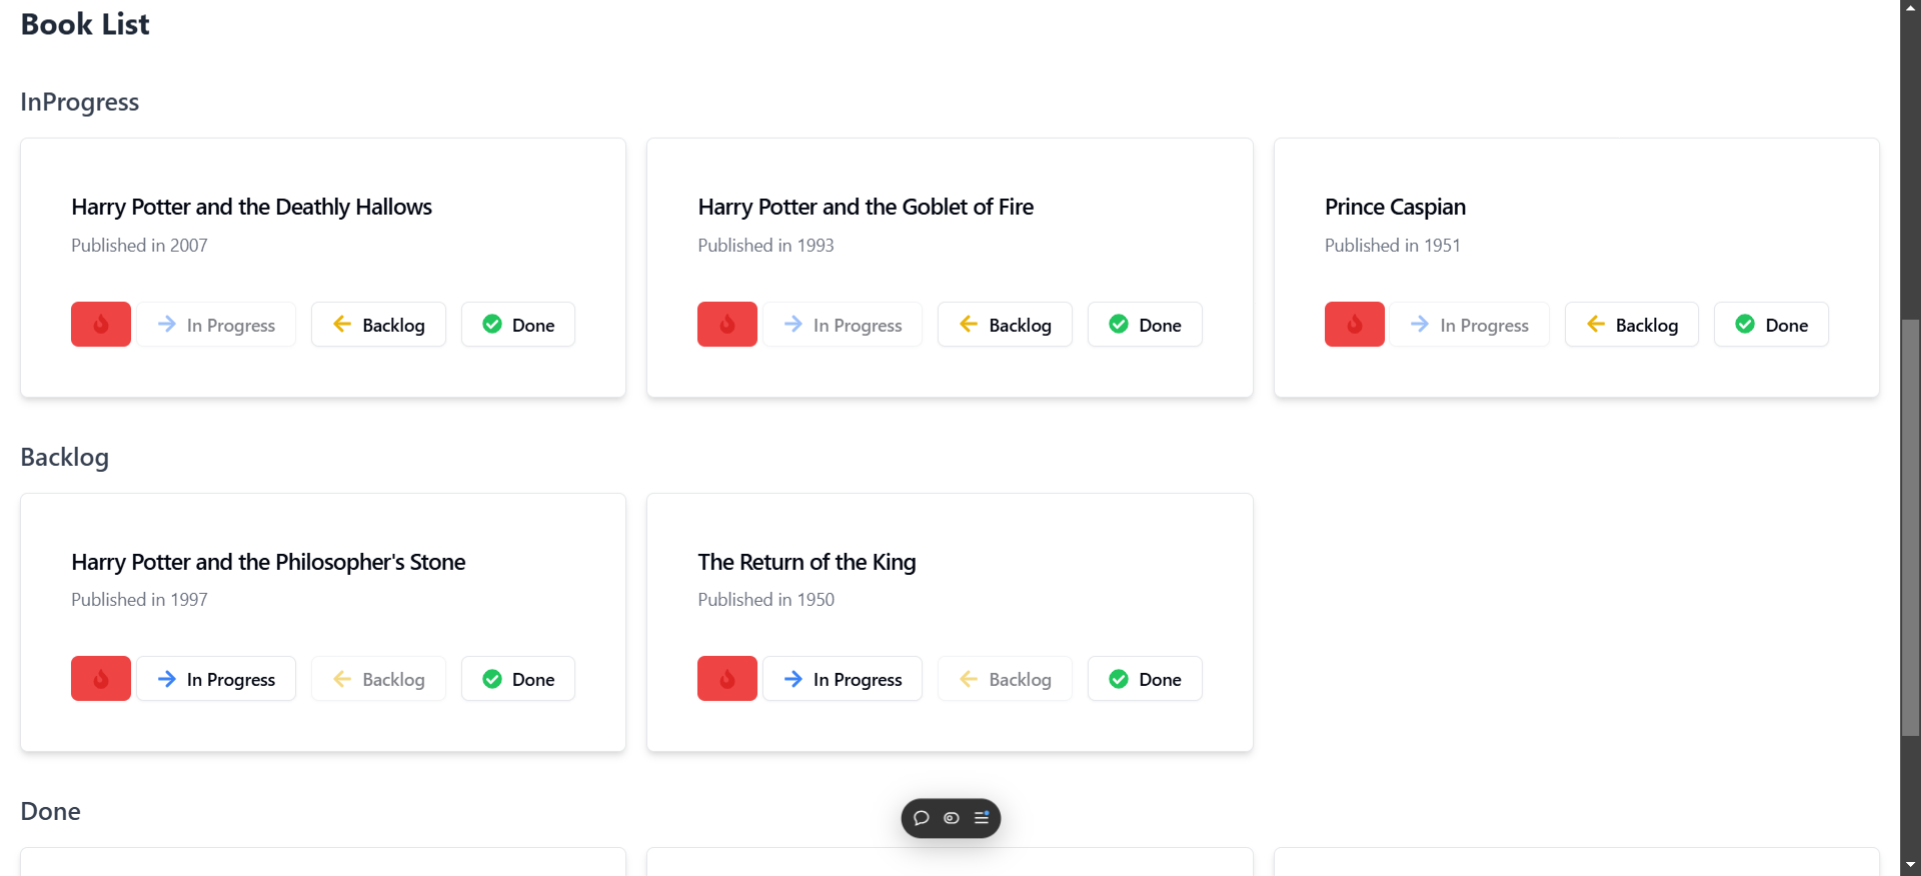 Book List
InProgress
Harry Potter and the Deathly Hallows
Published in 2007
In Progress
Backlog
Done
Harry Potter and the Goblet of Fire
Published in 1993
In Progress
Backlog
Done
Prince Caspian
Published in 1951
In Progress
Backlog
Done
Backlog
Harry Potter and the Philosopher's Stone
Published in 1997
In Progress
Backlog
Done
The Return of the King
Published in 1950
In Progress
Backlog
Done
Done